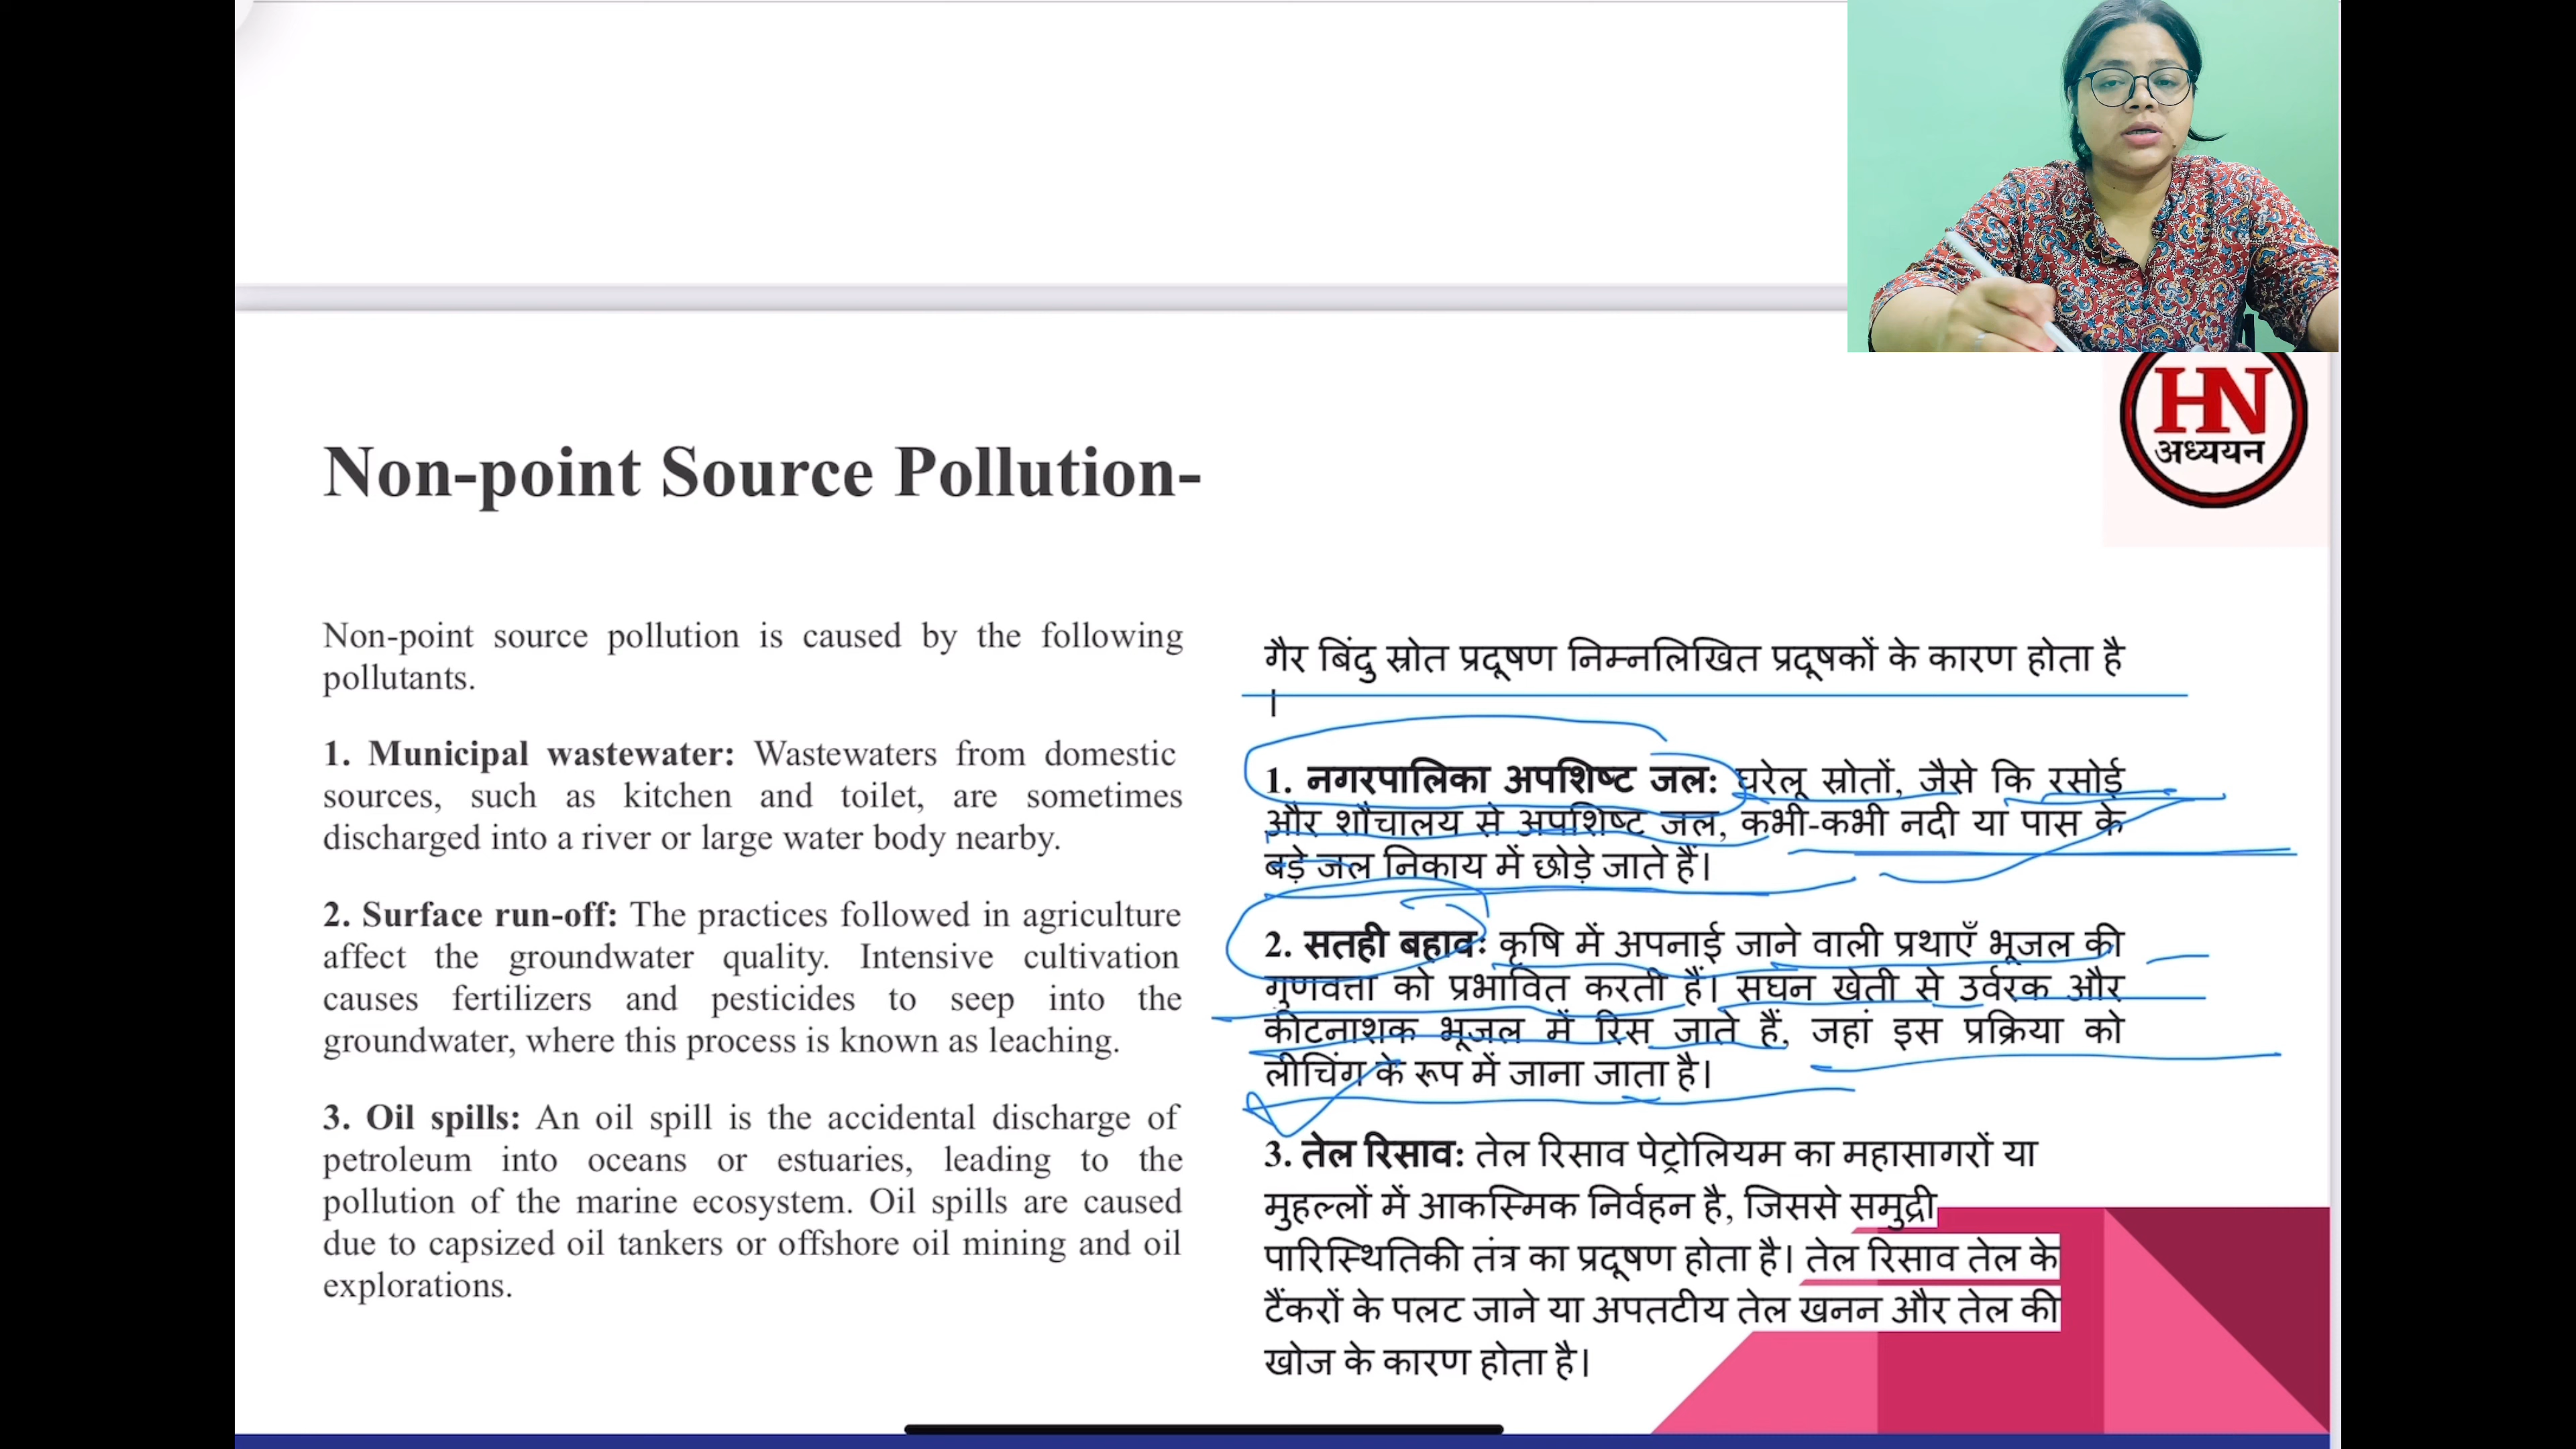 HN
अध्ययन
Non-point Source Pollution-
Non-point source pollution is caused by the following
pollutants.
1. Municipal wastewater: Wastewaters from domestic
sources, such as kitchen and toilet, are sometimes
discharged into a river or large water body nearby.
2. Surface run-off: The practices followed in agriculture
affect the groundwater quality. Intensive cultivation
causes fertilizers and pesticides to seep into the
groundwater, where this process is known as leaching.
3. Oil spills: An oil spill is the accidental discharge of
petroleum into oceans or estuaries, leading to the
pollution of the marine ecosystem. Oil spills are caused
due to capsized oil tankers or offshore oil mining and oil
explorations.
गैर बिंदु स्रोत प्रदूषण निम्नलिखित प्रदूषकों के कारण होता है
।
1. नगरपालिका अपशिष्ट जल: घरेलू स्रोतों, जैसे कि रसोई
और शौचालय से अपशिष्ट जल, कभी-कभी नदी या पास के
बड़े जल निकाय में छोड़े जाते हैं।
2. सतही बहाव: कृषि में अपनाई जाने वाली प्रथाएँ भूजल की
गुणवत्ता को प्रभावित करती हैं। सघन खेती से उर्वरक और
कीटनाशक भूजल में रिस जाते हैं, जहां इस प्रक्रिया को
लीचिंग के रूप में जाना जाता है।
3. तेल रिसाव: तेल रिसाव पेट्रोलियम का महासागरों या
मुहल्लों में आकस्मिक निर्वहन है, जिससे समुद्री
पारिस्थितिकी तंत्र का प्रदूषण होता है। तेल रिसाव तेल के
टैंकरों के पलट जाने या अपतटीय तेल खनन और तेल की
खोज के कारण होता है।